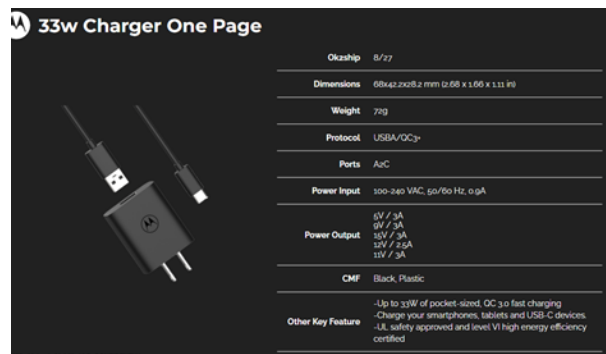 33w Charger One Page
Okzship 8/27
Dimensions 68x42.2x28.2 mm (2.68 x 1.66 x 1.11 in)
Weight 72g
Protocol USBA/QC3+
Ports A2C
Power Input 100-240 VAC, 50/60 Hz, 0.9A
5V / 3A
9V / 3A
Power Output 15V / 3A
12V / 2.5A
11V / 3A
CMF Black, Plastic
-Up to 33W of pocket-sized, QC 3.0 fast charging
-Charge your smartphones, tablets and USB-C devices.
Other Key Feature -UL safety approved and level VI high energy efficiency
certified